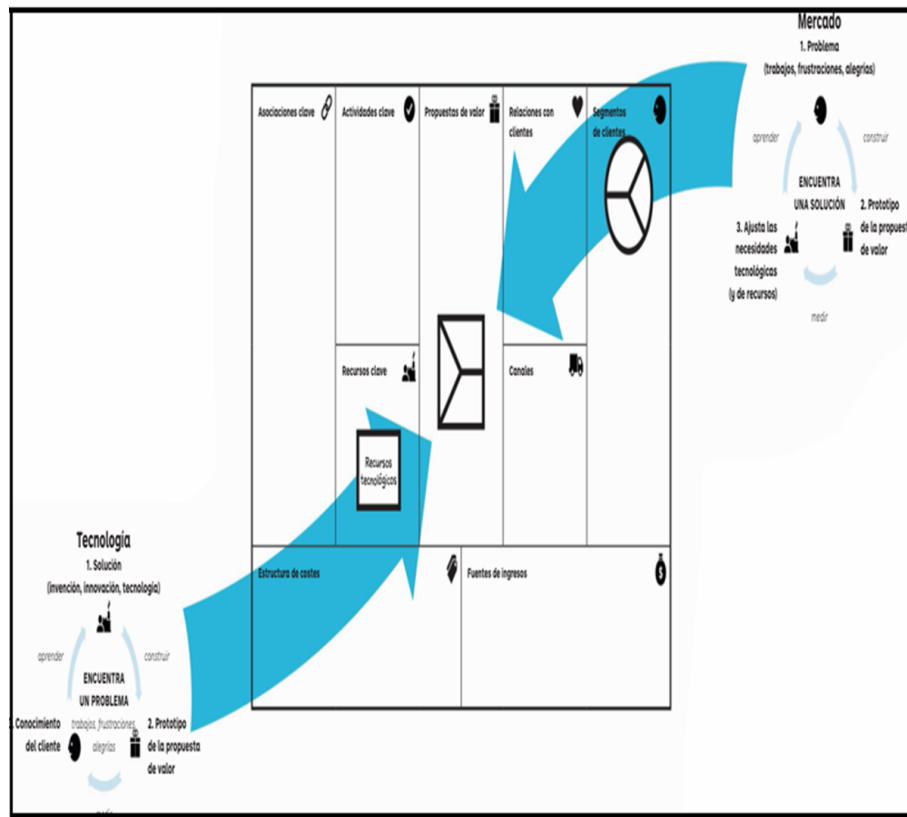 Mercado
1. Problema
(trabajos, frustraciones, alegrías)
aprender
construir
ENCUENTRA
UNA SOLUCIÓN
2. Prototipo
de la propuest
de valor
3. Ajusta las
necesidades
tecnológicas
(y de recursos)
medir
Asociaciones clave
Actividades clave
Propuestas de valor
Relaciones con
clientes
Segmentos
de clientes
Recursos clave
Canales
Recursos
tecnológicos
Estructura de costes
Fuentes de ingresos
$
Tecnología
1. Solución
(invención, innovación, tecnología)
aprender
construir
ENCUENTRA
UN PROBLEMA
trabajos, frustraciones,
alegrías
. Conocimiento
del cliente
2. Prototipo
de la propuesta
de valor